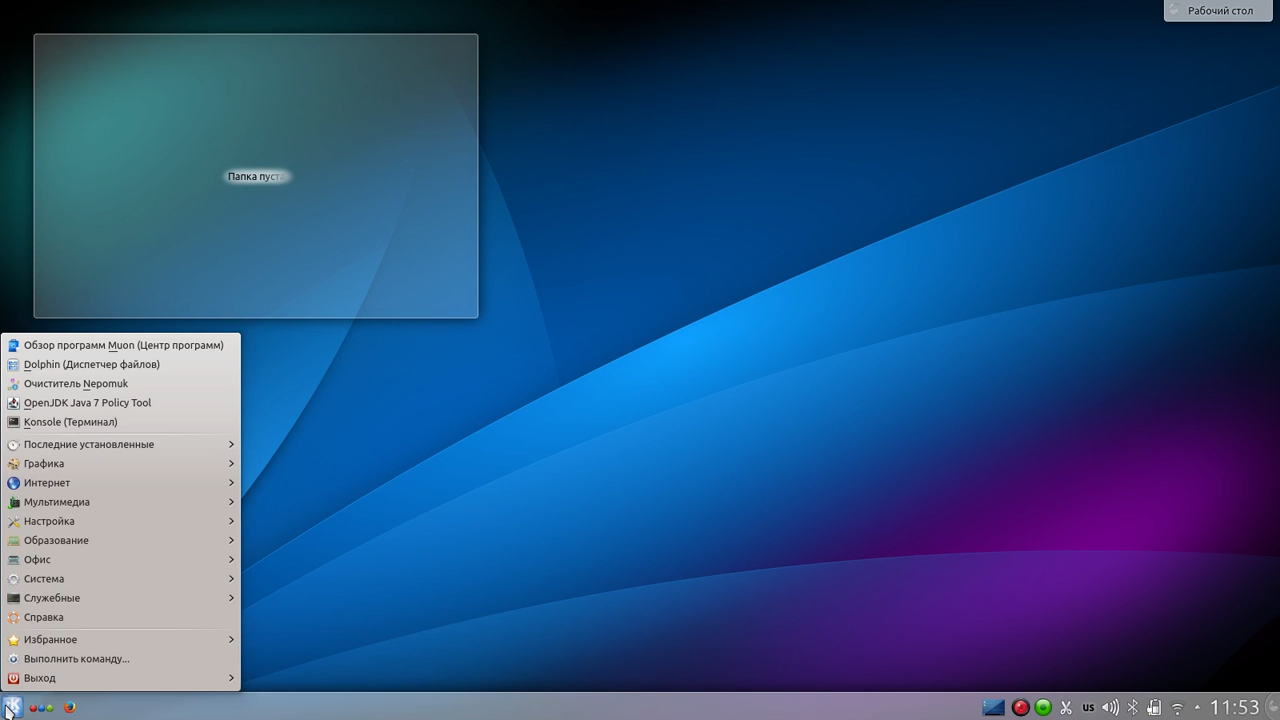 Рабочий стол
Папка пуста
Обзор программ Muon (Центр программ)
Dolphin (Диспетчер файлов)
Очиститель Nepomuk
OpenJDK Java 7 Policy Tool
Konsole (Терминал)
Последние установленные
Графика
Интернет
Мультимедиа
Настройка
Образование
Офис
Система
Служебные
Справка
Избранное
Выполнить команду...
Выход
us
11:53